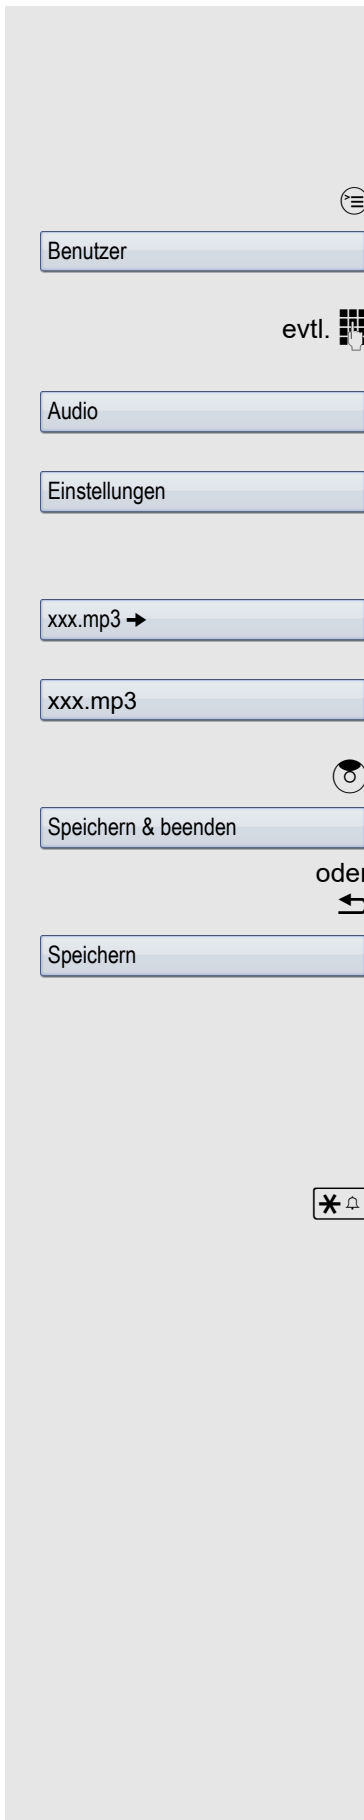 Benutzer
evtl.
Audio
Einstellungen
xxx.mp3 →
xxx.mp3
Speichern & beenden
oder
Speichern